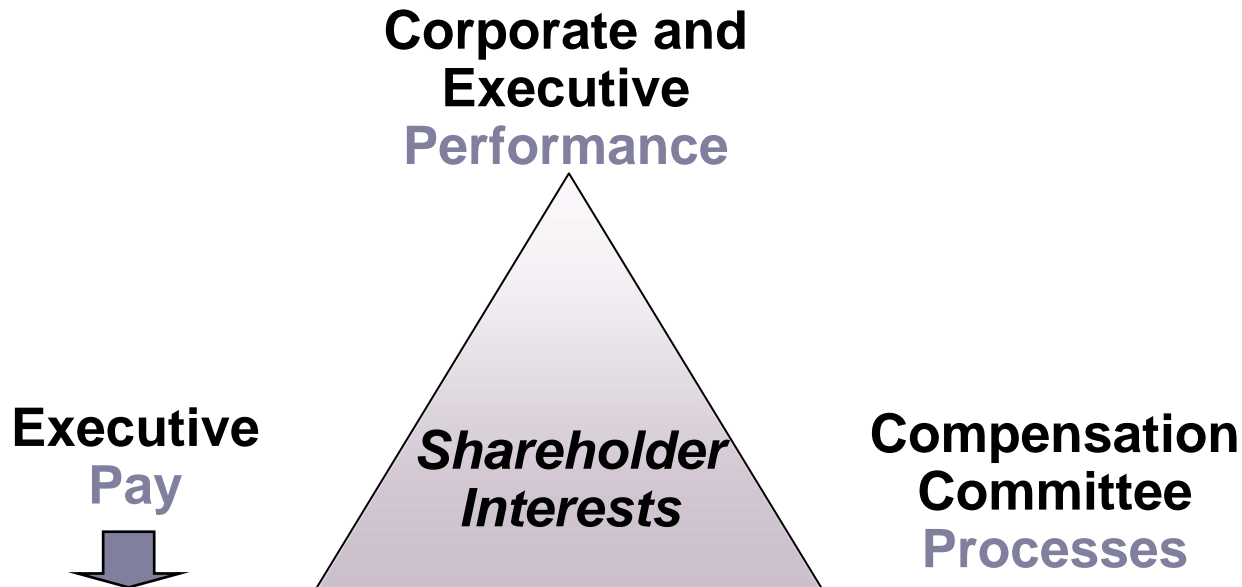 Corporate and
Executive
Performance
Executive
Pay
Shareholder
Interests
Compensation
Committee
Processes